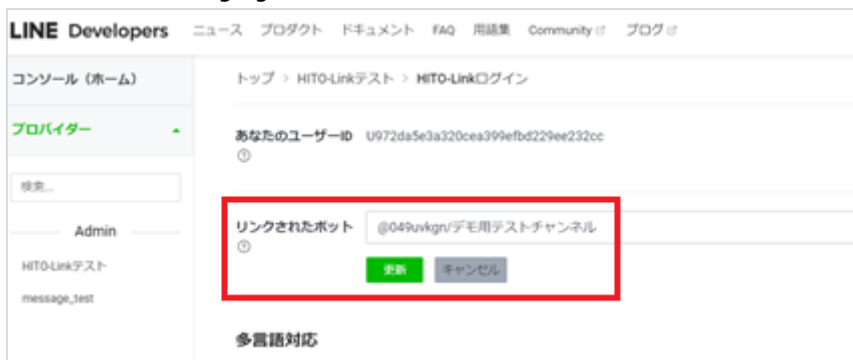 LINE Developers ニュース プロダクト ドキュメント FAQ 用語集 Community ブログ
コンソール（ホーム）
トップ > HITO-Linkテスト > HITO-Linkログイン
プロバイダー
あなたのユーザーID U972da5e3a320cea399efbd229ee232cc
検索...
Admin
リンクされたボット @049uvkgn/デモ用テストチャンネル
HITO-Linkテスト
更新 キャンセル
message_test
多言語対応